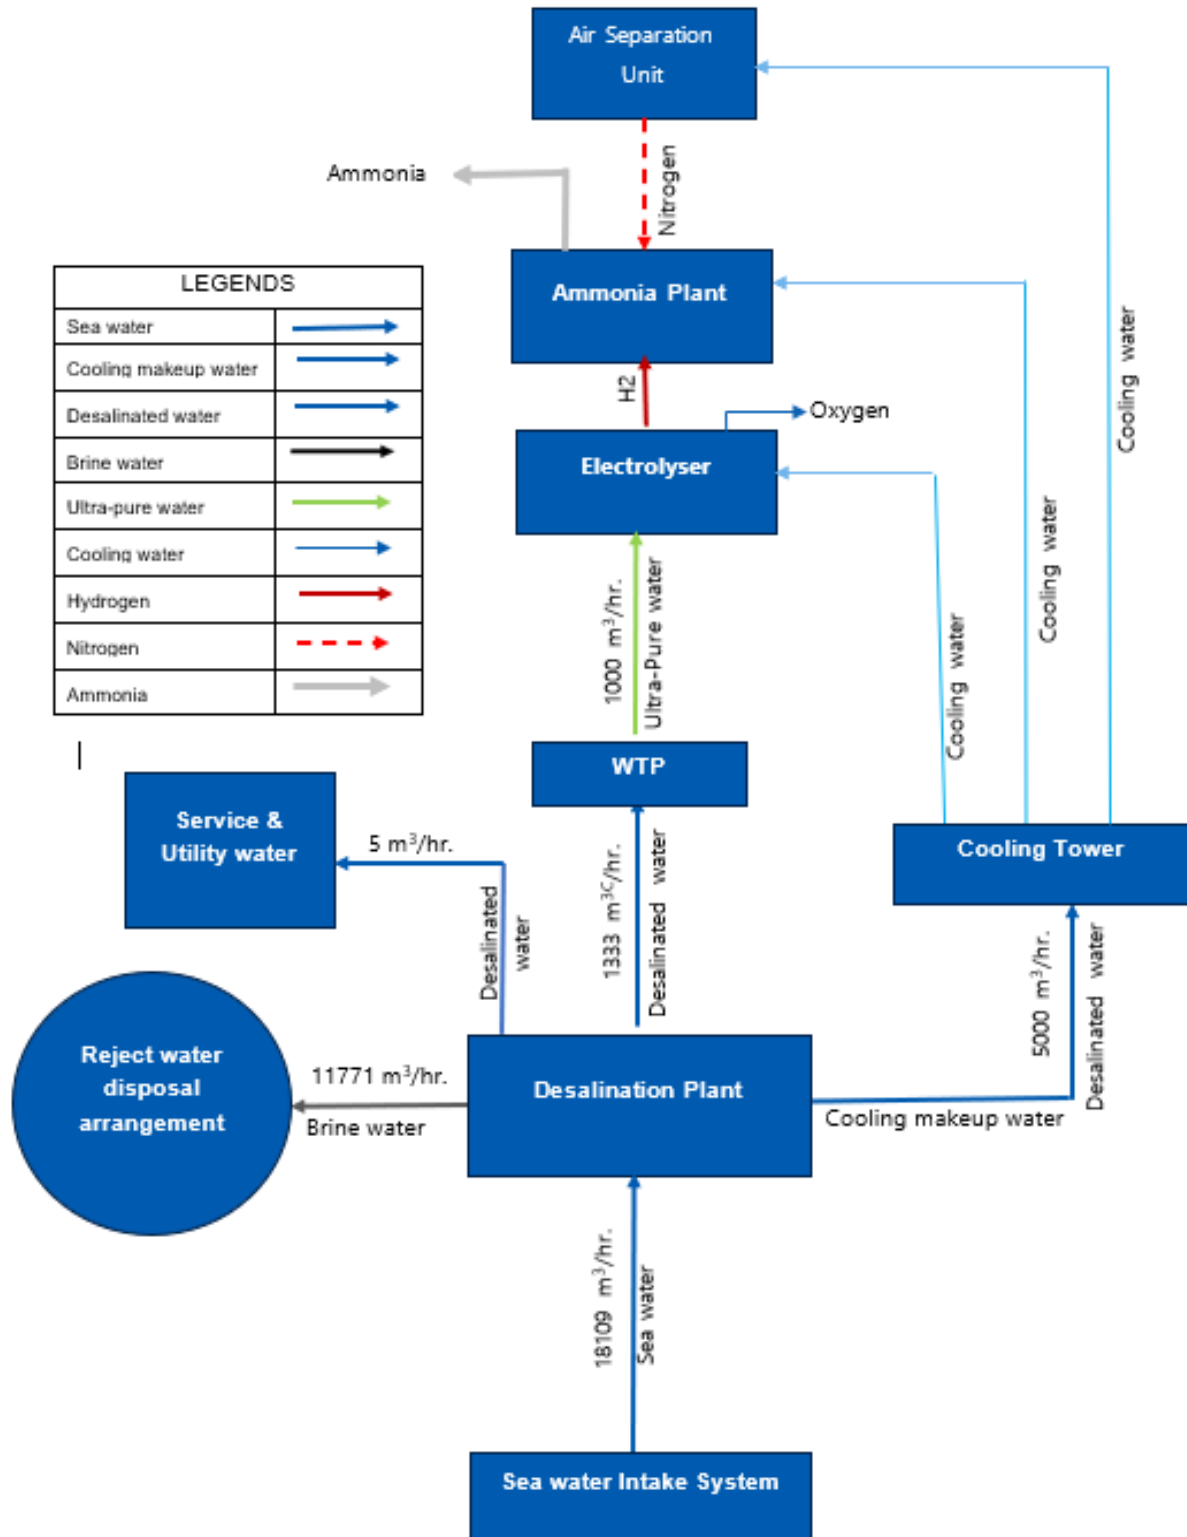 Air Separation
Unit
Nitrogen
Ammonia
Ammonia Plant
LEGENDS
Sea water
Cooling makeup water
Desalinated water
Brine water
Ultra-pure water
Cooling water
Hydrogen
Nitrogen
Ammonia
H2
Oxygen
Electrolyser
Cooling water
Cooling water
Cooling water
1000 m³/hr.
Ultra-Pure water
WTP
Service &
Utility water
5 m³/hr.
Desalinated
water
1333 m³ᶜ/hr.
Desalinated water
Cooling Tower
5000 m³/hr.
Desalinated water
Reject water
disposal
arrangement
11771 m³/hr.
Brine water
Desalination Plant
Cooling makeup water
18109 m³/hr.
Sea water
Sea water Intake System